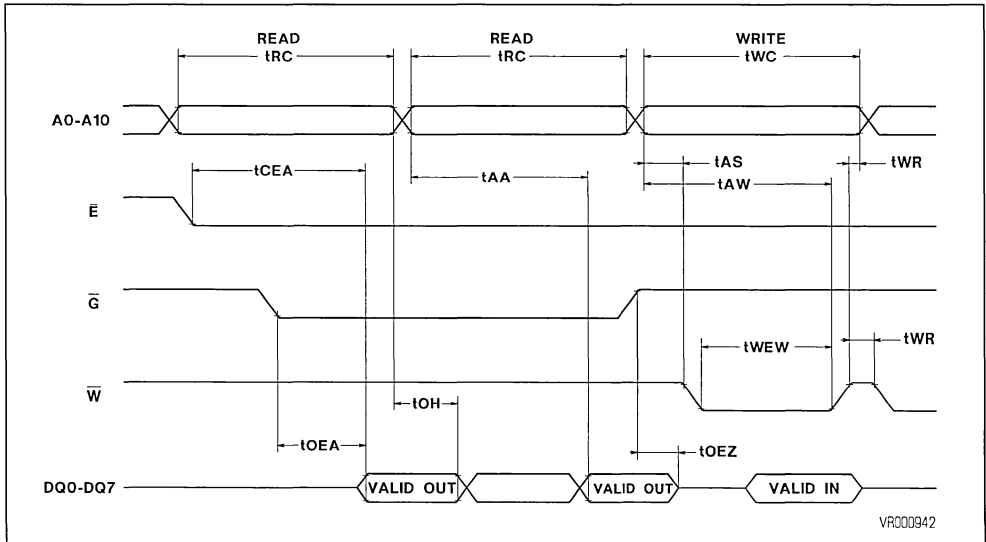 READ READ WRITE
tRC tRC tWC
A0-A10
tAS tWR
tCEA tAA tAW
E̅
G̅
tWEW tWR
W̅
tOH
tOEA tOEZ
DQ0-DQ7 VALID OUT VALID OUT VALID IN
VR000942